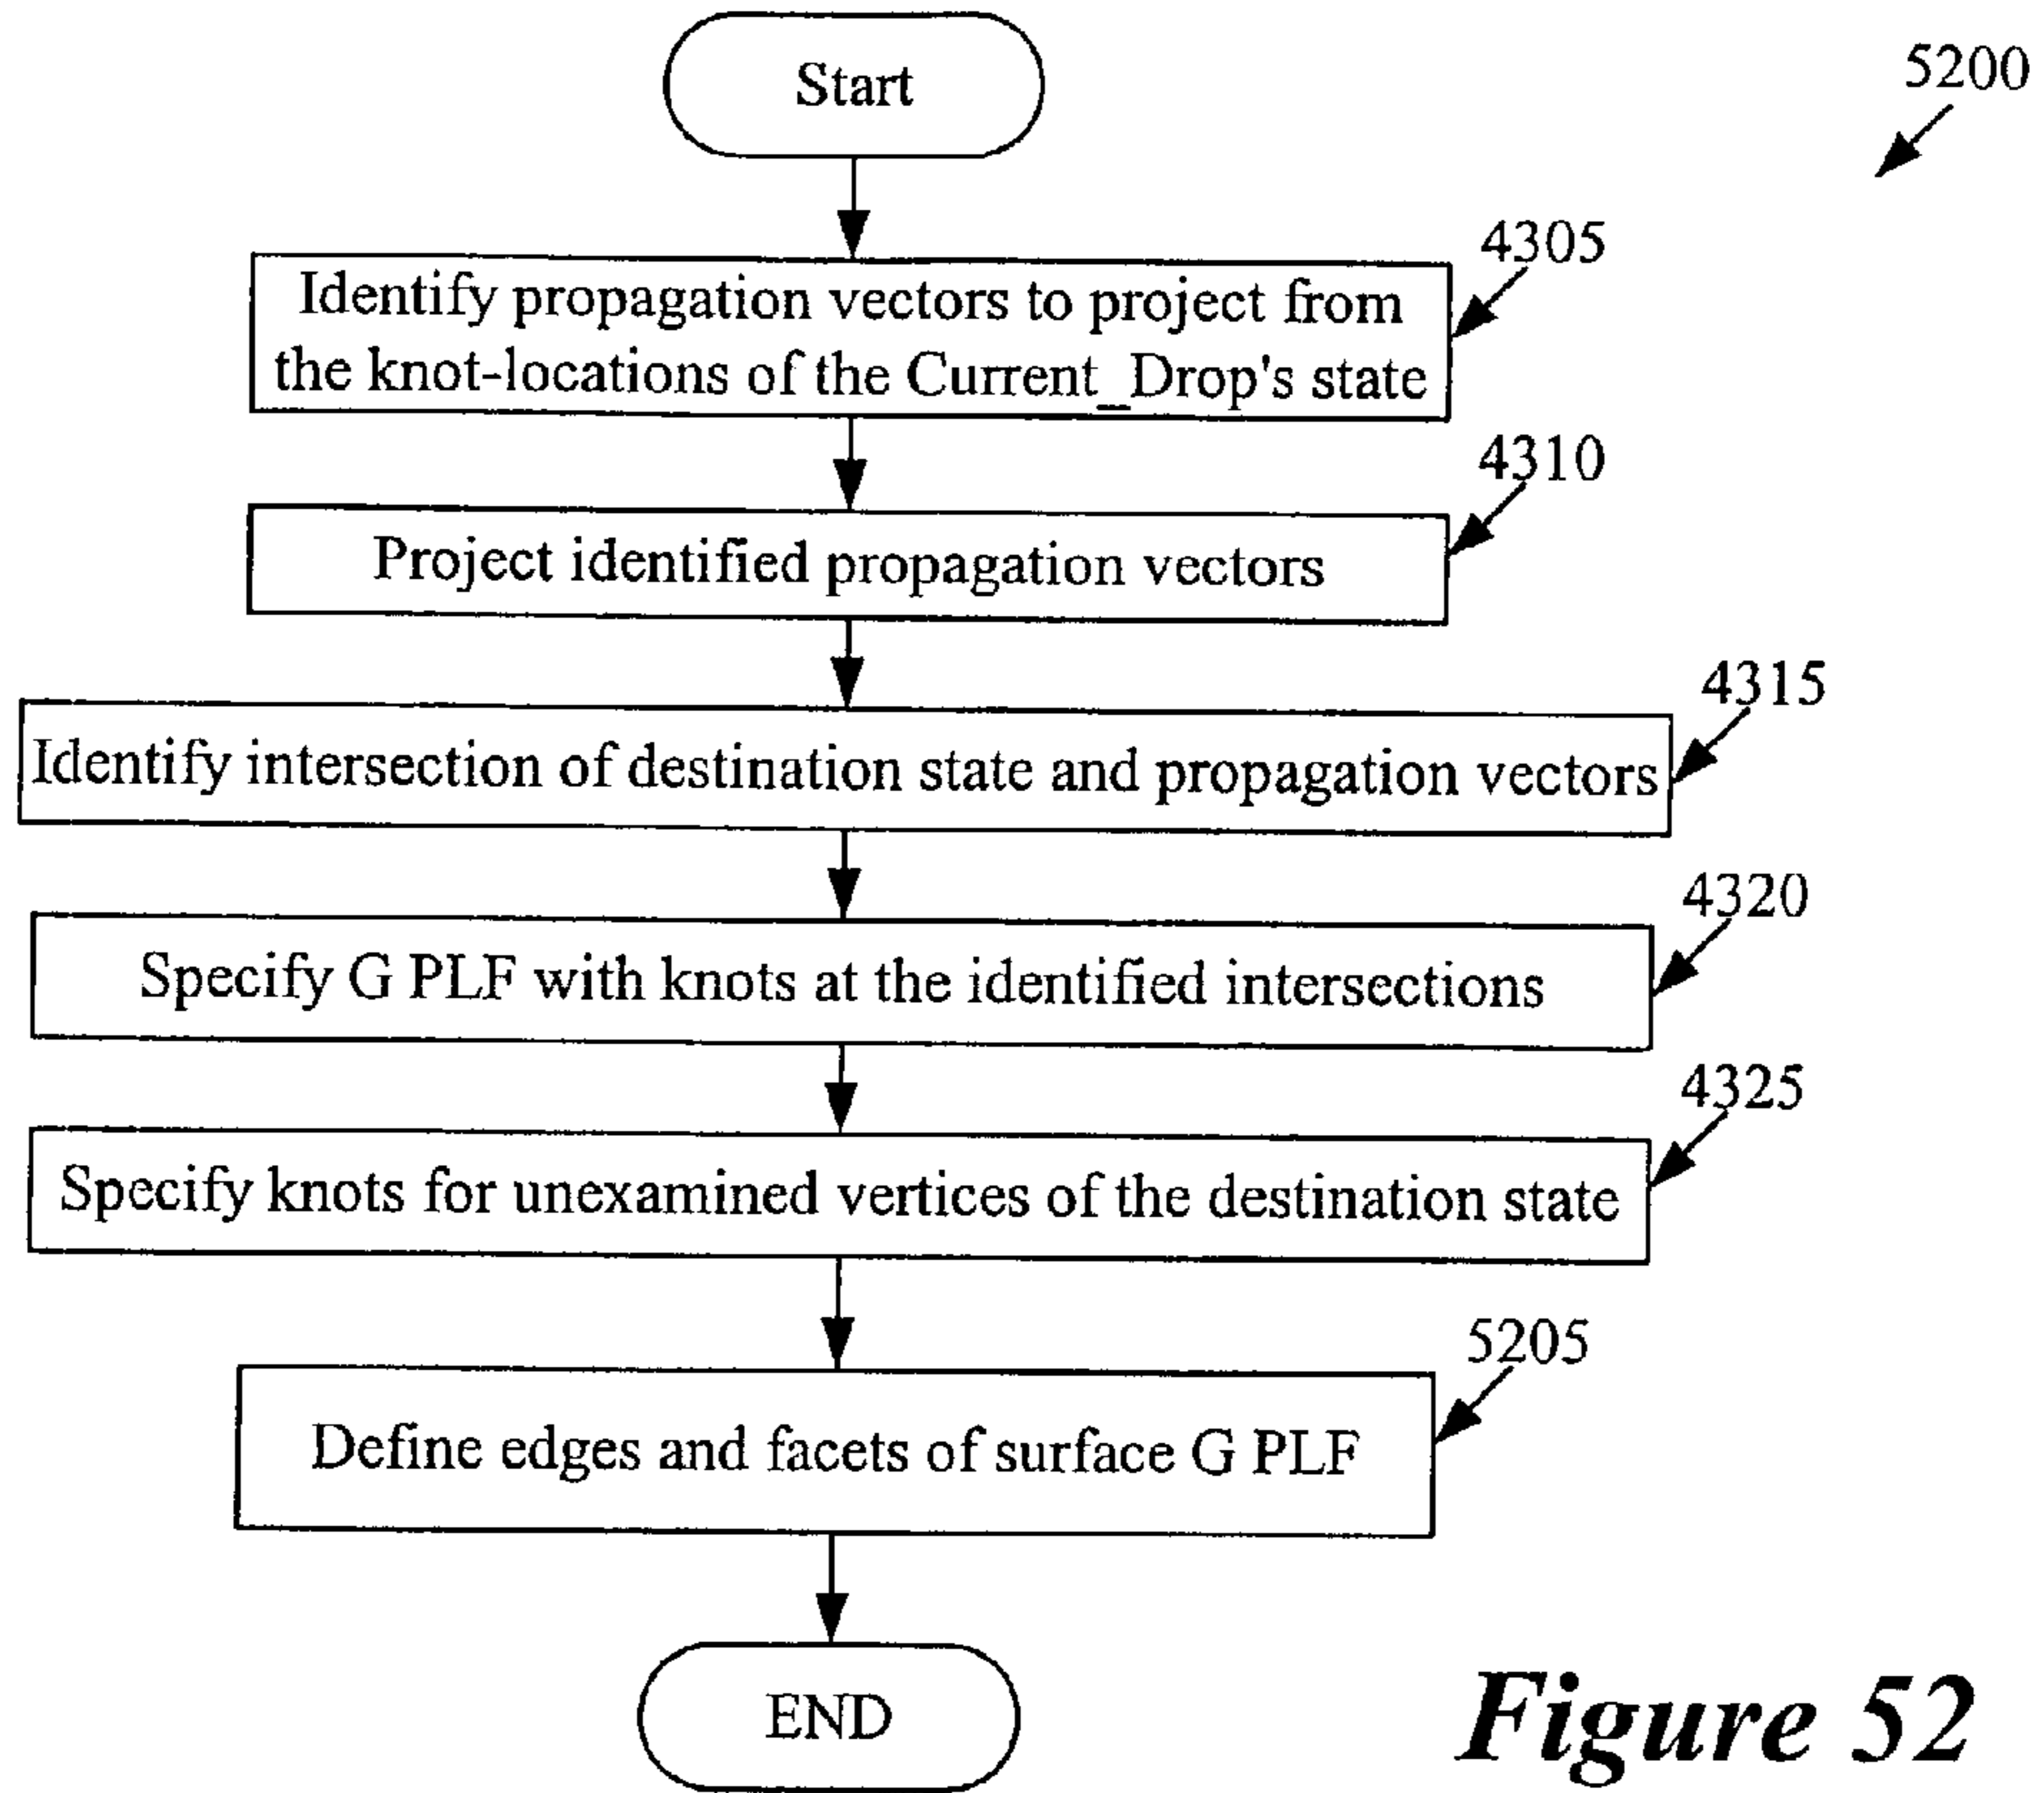 Start
5200
4305
Identify propagation vectors to project from
the knot-locations of the Current_Drop's state
4310
Project identified propagation vectors
4315
Identify intersection of destination state and propagation vectors
4320
Specify G PLF with knots at the identified intersections
4325
Specify knots for unexamined vertices of the destination state
5205
Define edges and facets of surface G PLF
END
Figure 52